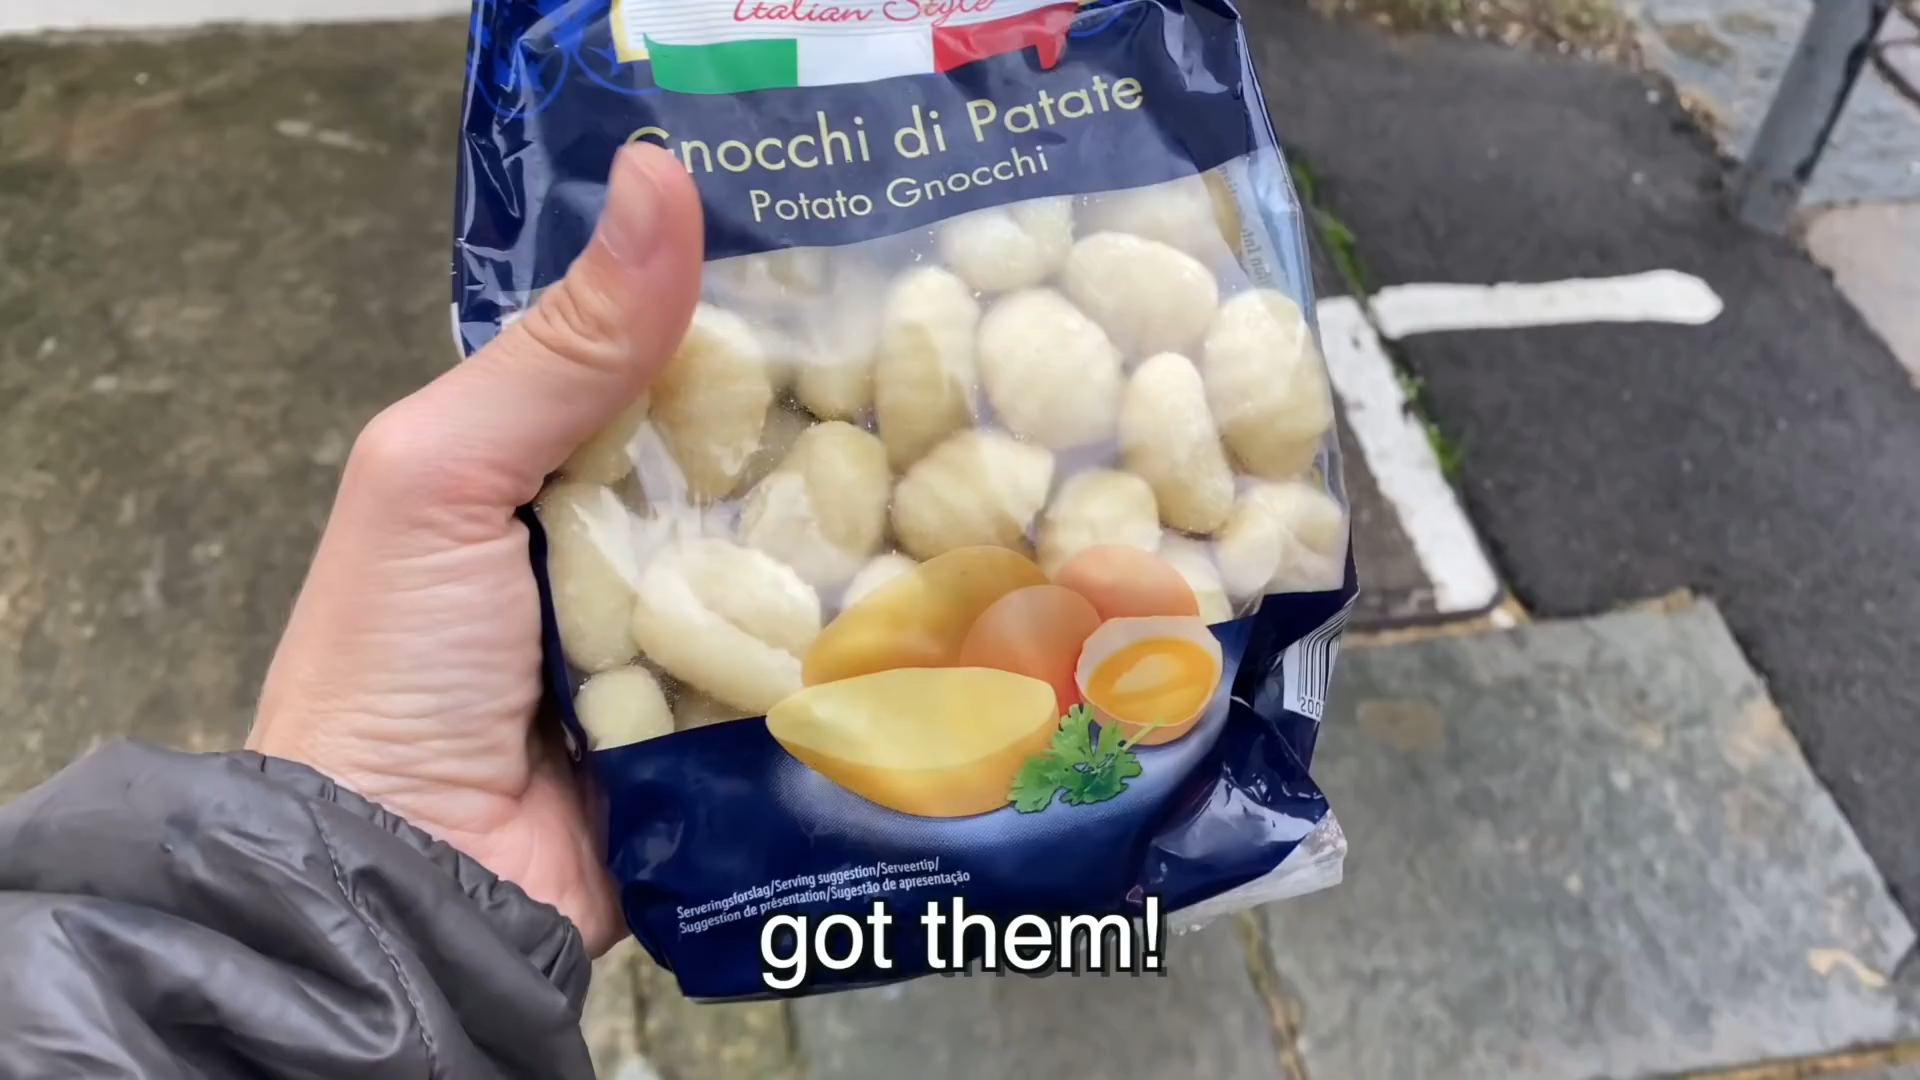 Italian Style
Gnocchi di Patate
Potato Gnocchi
Serveringsforslag/Serving suggestion/Serveertip/
Suggestion de présentation/Sugestão de apresentação
got them!